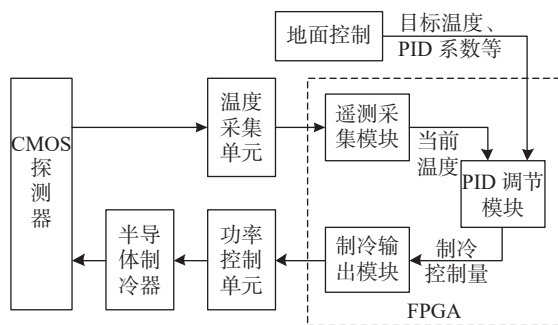 地面控制
目标温度、
PID 系数等
CMOS
探
测
器
温度
采集
单元
遥测采
集模块
当前
温度
PID 调节
模块
半导
体制
冷器
功率
控制
单元
制冷输
出模块
制冷
控制量
FPGA